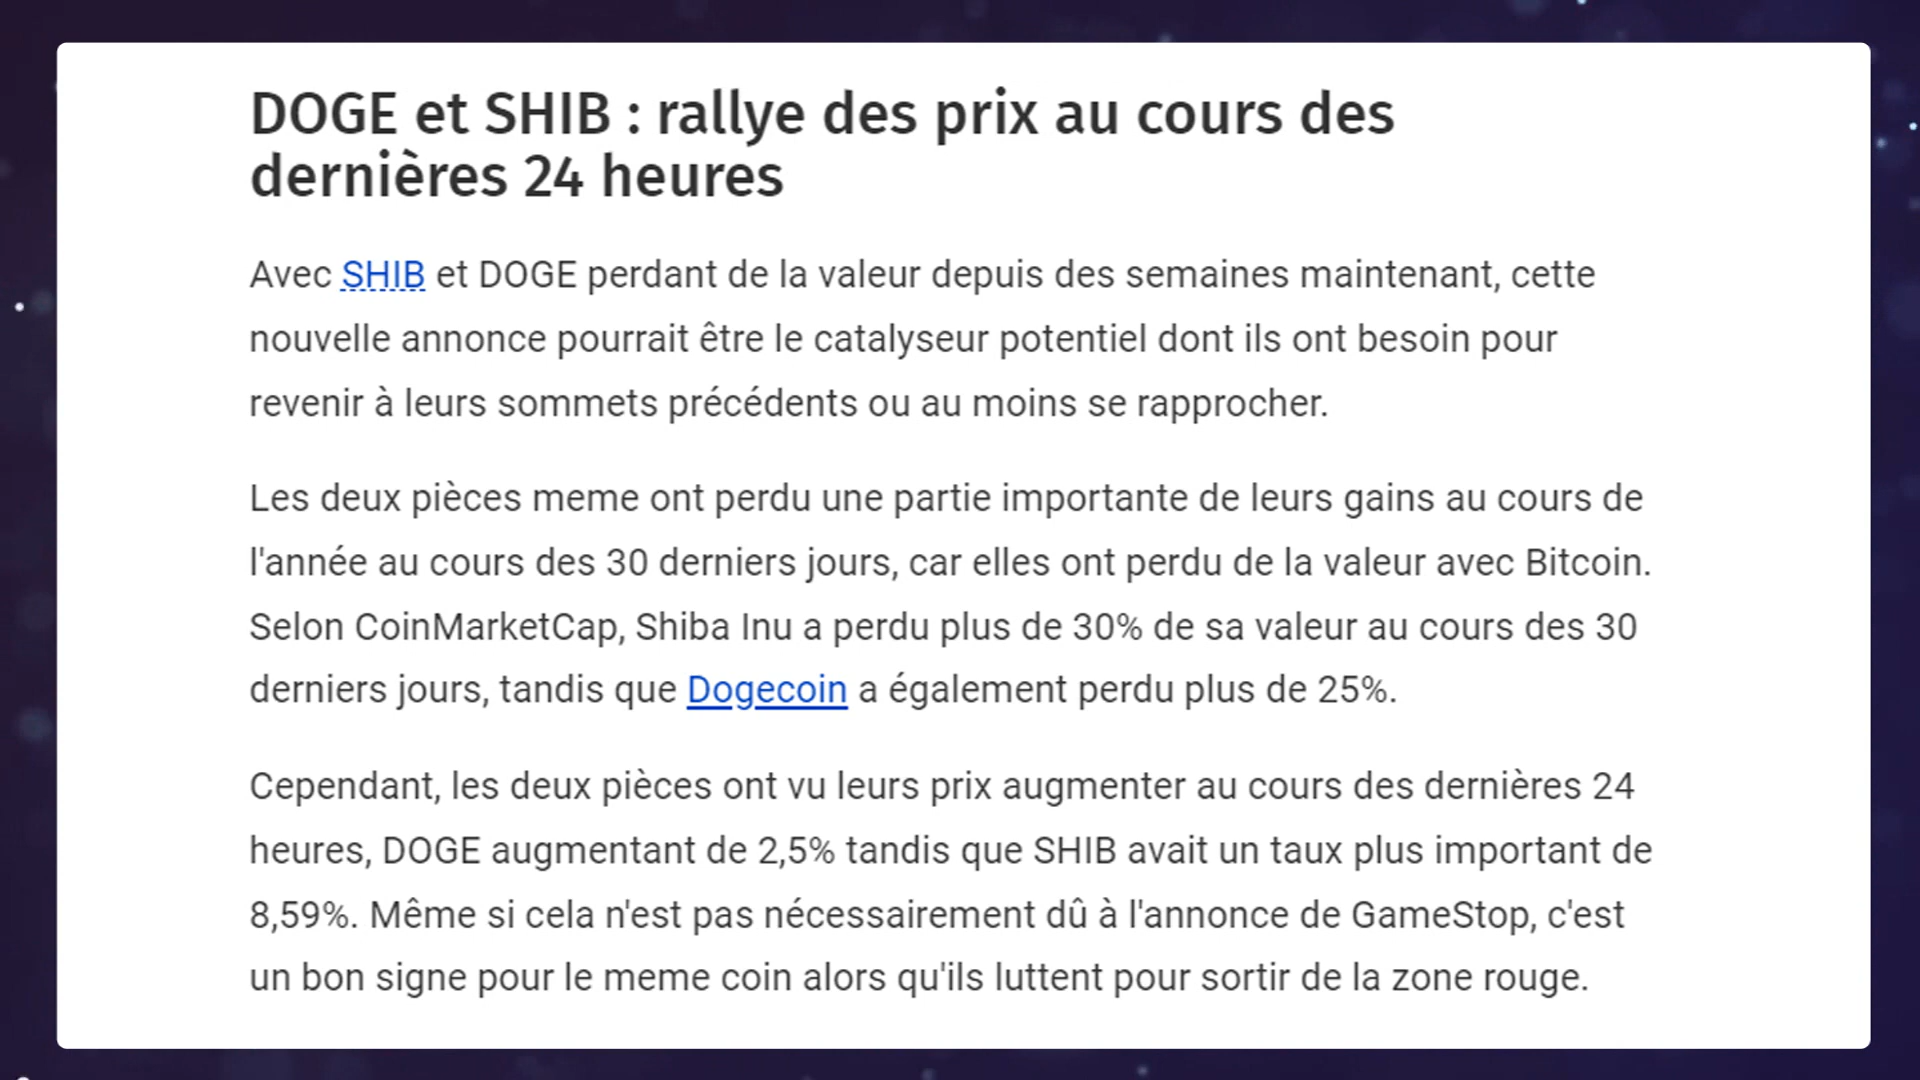 DOGE et SHIB : rallye des prix au cours des
dernières 24 heures
Avec SHIB et DOGE perdant de la valeur depuis des semaines maintenant, cette
nouvelle annonce pourrait être le catalyseur potentiel dont ils ont besoin pour
revenir à leurs sommets précédents ou au moins se rapprocher.
Les deux pièces meme ont perdu une partie importante de leurs gains au cours de
l'année au cours des 30 derniers jours, car elles ont perdu de la valeur avec Bitcoin.
Selon CoinMarketCap, Shiba Inu a perdu plus de 30% de sa valeur au cours des 30
derniers jours, tandis que Dogecoin a également perdu plus de 25%.
Cependant, les deux pièces ont vu leurs prix augmenter au cours des dernières 24
heures, DOGE augmentant de 2,5% tandis que SHIB avait un taux plus important de
8,59%. Même si cela n'est pas nécessairement dû à l'annonce de GameStop, c'est
un bon signe pour le meme coin alors qu'ils luttent pour sortir de la zone rouge.